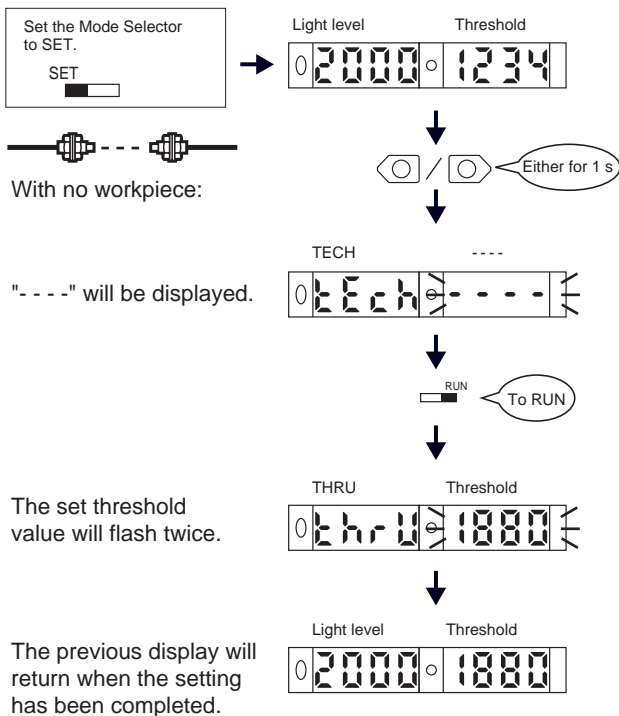 Set the Mode Selector
to SET.
SET
Light level Threshold
2000 1234
With no workpiece:
Either for 1 s
TECH ----
"- - - -" will be displayed.
tEch - - - -
RUN
To RUN
THRU Threshold
The set threshold
value will flash twice.
thrU 1880
Light level Threshold
The previous display will
return when the setting
has been completed.
2000 1880